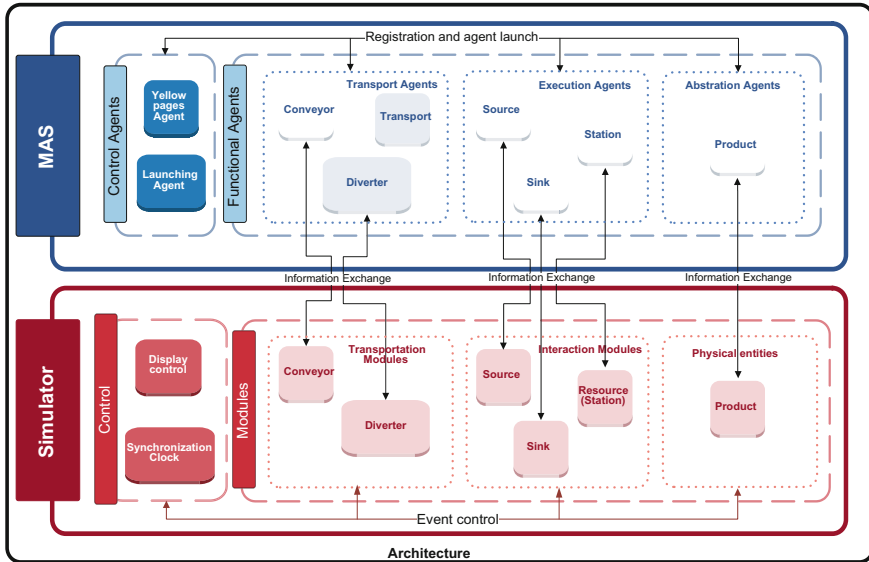 Registration and agent launch
MAS
Control Agents
Yellow
pages
Agent
Launching
Agent
Functional Agents
Transport Agents
Conveyor
Transport
Diverter
Execution Agents
Source
Station
Sink
Abstration Agents
Product
Information Exchange
Information Exchange
Information Exchange
Simulator
Control
Display
control
Synchronization
Clock
Modules
Transportation
Modules
Conveyor
Diverter
Interaction Modules
Source
Resource
(Station)
Sink
Physical entities
Product
Event control
Architecture